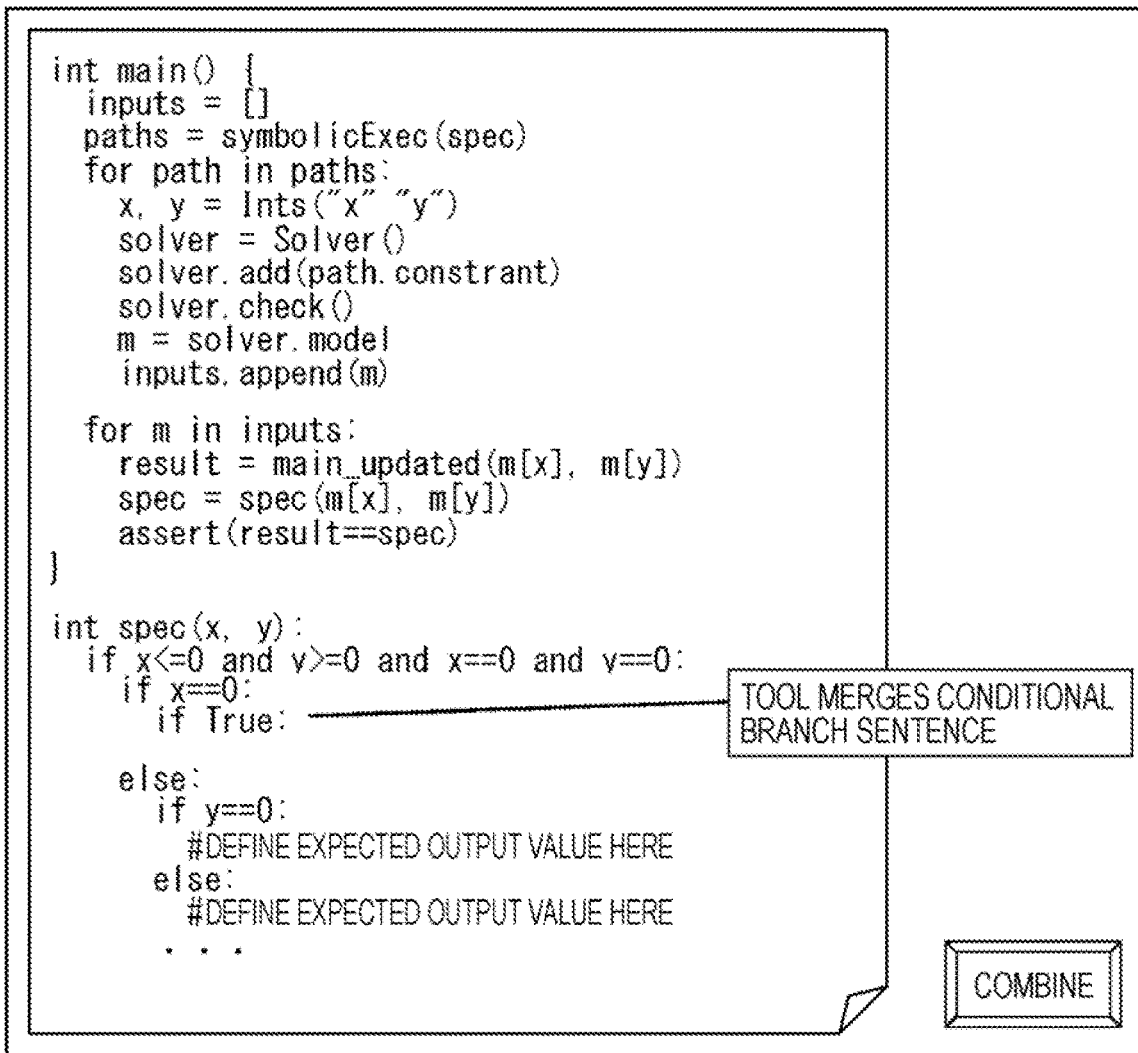 int main() {
  inputs = []
  paths = symbolicExec(spec)
  for path in paths:
    x, y = Ints("x" "y")
    solver = Solver()
    solver.add(path.constrant)
    solver.check()
    m = solver.model
    inputs.append(m)
  for m in inputs:
    result = main_updated(m[x], m[y])
    spec = spec(m[x], m[y])
    assert(result==spec)
}
int spec(x, y):
  if x<=0 and y>=0 and x==0 and y==0:
    if x==0:
      if True:
TOOL MERGES CONDITIONAL
BRANCH SENTENCE
    else:
      if y==0:
        #DEFINE EXPECTED OUTPUT VALUE HERE
      else:
        #DEFINE EXPECTED OUTPUT VALUE HERE
      . . .
COMBINE